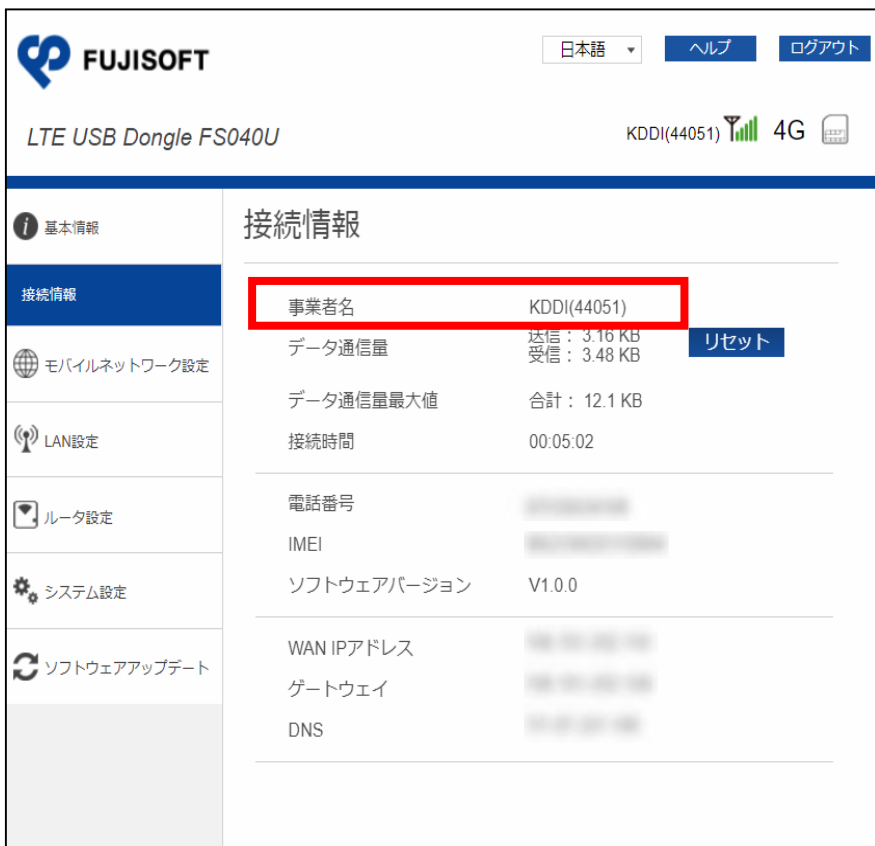 FUJISOFT
日本語
ヘルプ
ログアウト
LTE USB Dongle FS040U
KDDI(44051)
4G
基本情報
接続情報
モバイルネットワーク設定
LAN設定
ルータ設定
システム設定
ソフトウェアアップデート
接続情報
事業者名 KDDI(44051)
データ通信量 送信： 3.16 KB
受信： 3.48 KB
リセット
データ通信量最大値 合計： 12.1 KB
接続時間 00:05:02
電話番号
IMEI
ソフトウェアバージョン V1.0.0
WAN IPアドレス
ゲートウェイ
DNS